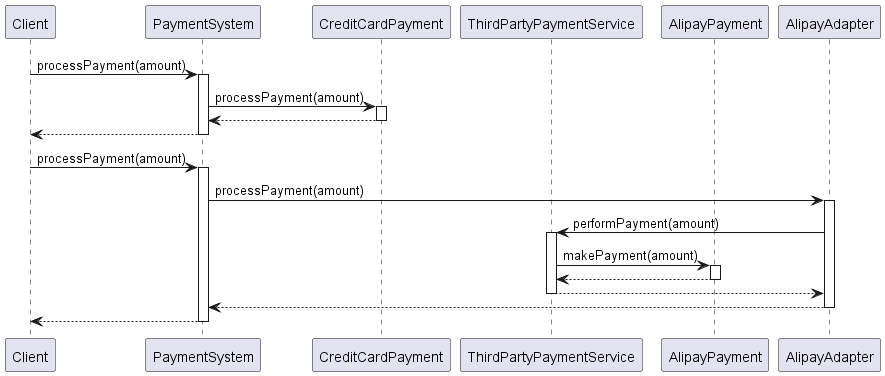 Client PaymentSystem CreditCardPayment ThirdPartyPaymentService AlipayPayment AlipayAdapter
processPayment(amount)
processPayment(amount)
processPayment(amount)
processPayment(amount)
performPayment(amount)
makePayment(amount)
Client PaymentSystem CreditCardPayment ThirdPartyPaymentService AlipayPayment AlipayAdapter